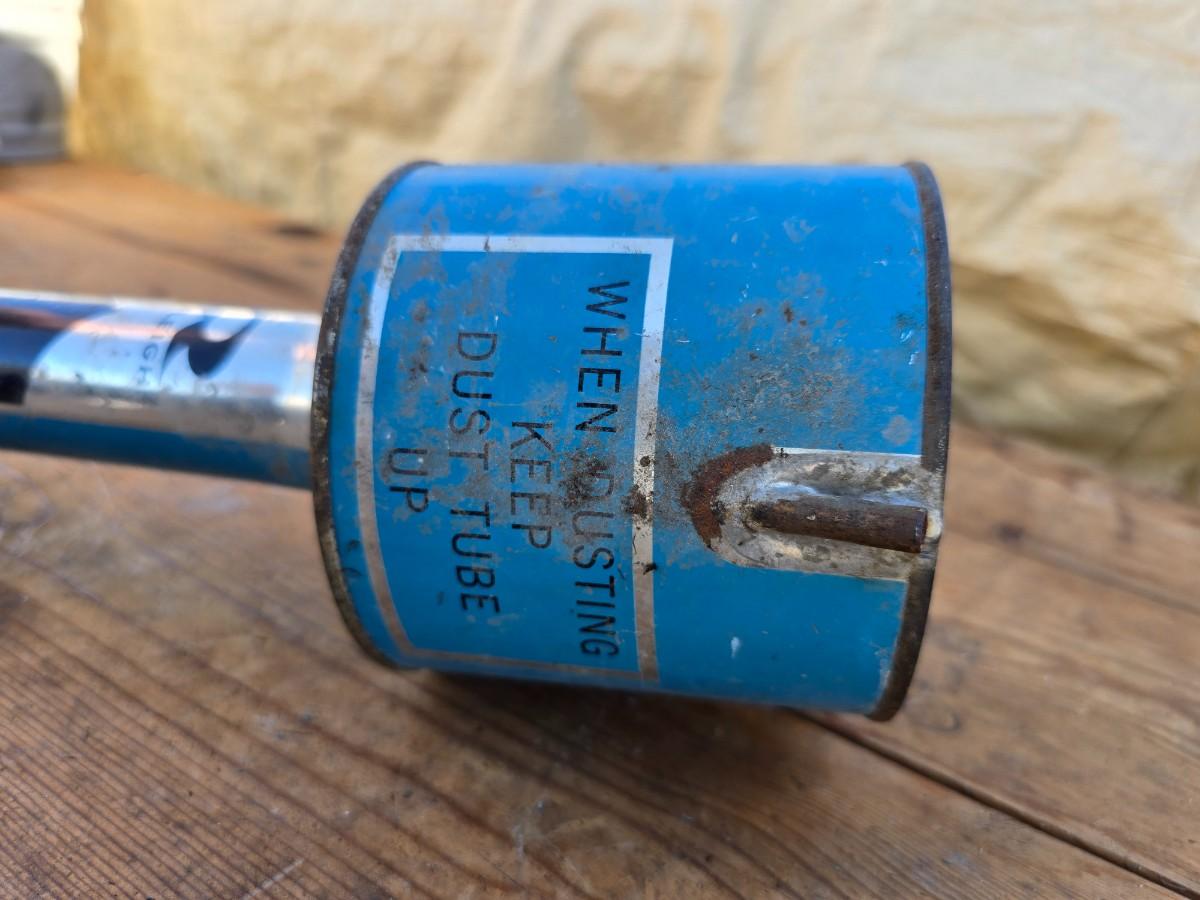 WHEN DUSTING
KEEP
DUST TUBE
UP